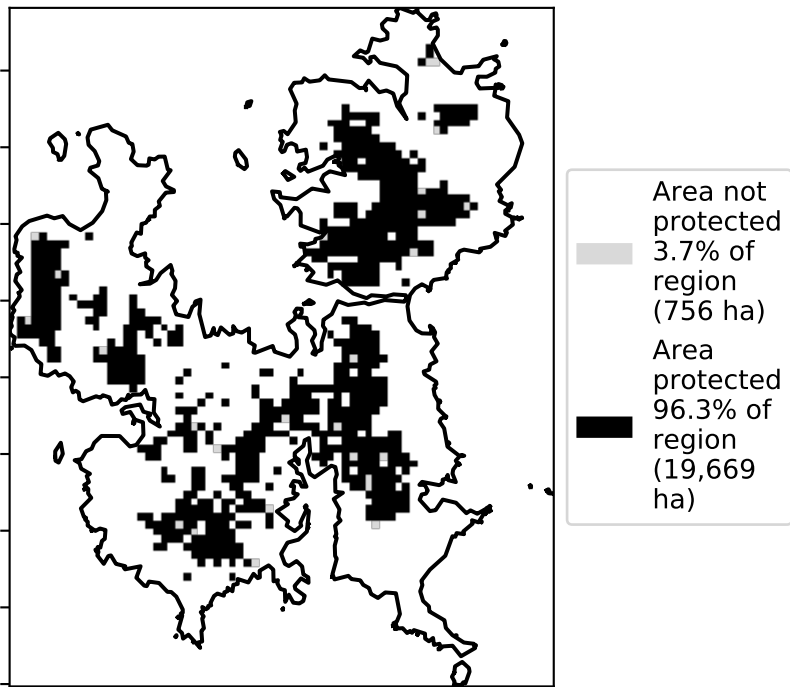 Area not
protected
3.7% of
region
(756 ha)
Area
protected
96.3% of
region
(19,669
ha)